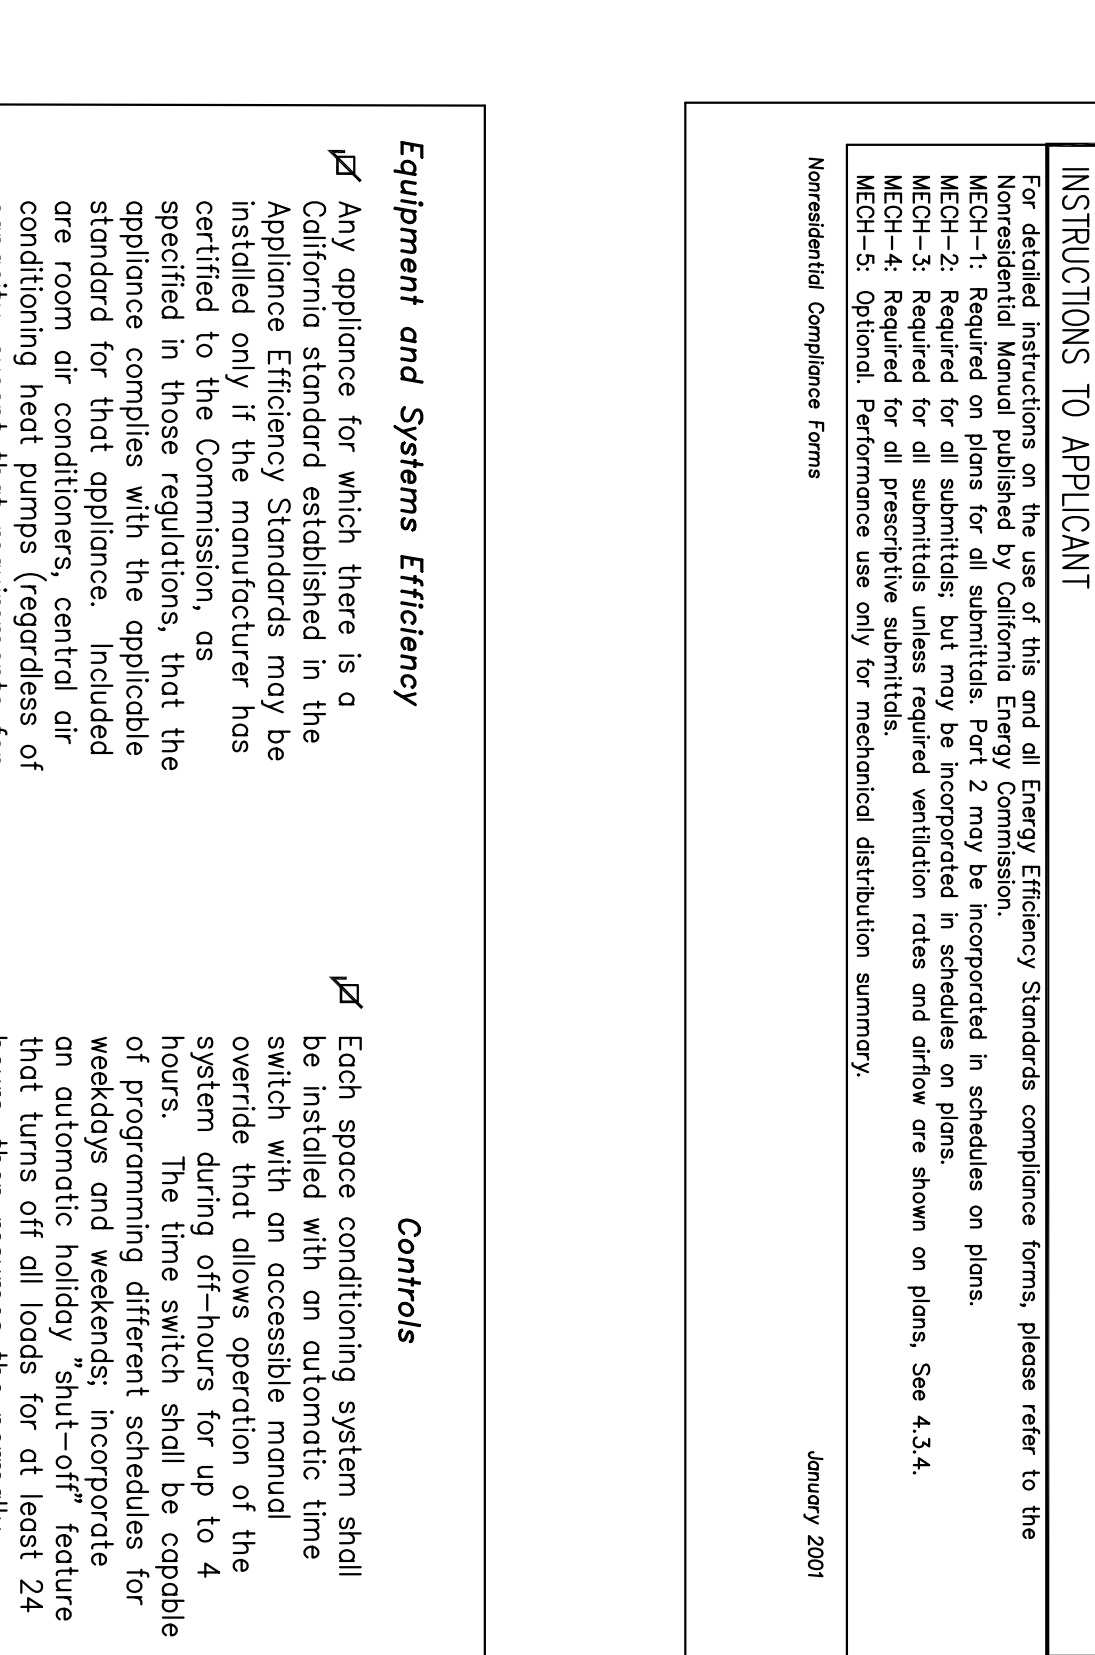 INSTRUCTIONS TO APPLICANT
For detailed instructions on the use of this and all Energy Efficiency Standards compliance forms, please refer to the
Nonresidential Manual published by California Energy Commission.
MECH-1: Required on plans for all submittals. Part 2 may be incorporated in schedules on plans.
MECH-2: Required for all submittals; but may be incorporated in schedules on plans.
MECH-3: Required for all submittals unless required ventilation rates and airflow are shown on plans, See 4.3.4.
MECH-4: Required for all prescriptive submittals.
MECH-5: Optional. Performance use only for mechanical distribution summary.
Nonresidential Compliance Forms January 2001
Equipment and Systems Efficiency
Any appliance for which there is a
California standard established in the
Appliance Efficiency Standards may be
installed only if the manufacturer has
certified to the Commission, as
specified in those regulations, that the
appliance complies with the applicable
standard for that appliance. Included
are room air conditioners, central air
conditioning heat pumps (regardless of
Controls
Each space conditioning system shall
be installed with an automatic time
switch with an accessible manual
override that allows operation of the
system during off-hours for up to 4
hours. The time switch shall be capable
of programming different schedules for
weekdays and weekends; incorporate
an automatic holiday "shut-off" feature
that turns off all loads for at least 24